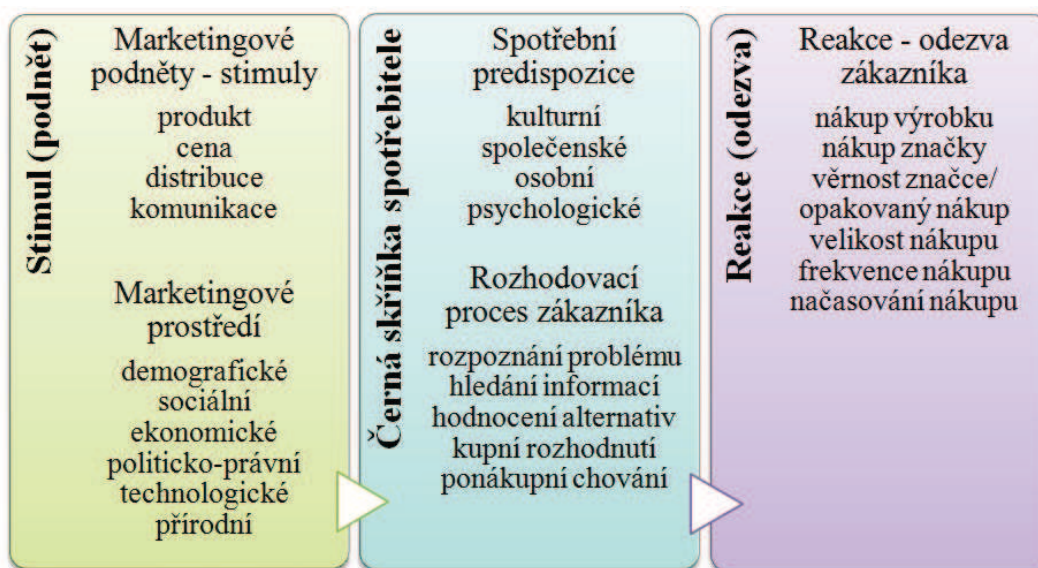 Stimul (podnět)
Marketingové
podněty - stimuly
produkt
cena
distribuce
komunikace
Marketingové
prostředí
demografické
sociální
ekonomické
politicko-právní
technologické
přírodní
Černá skříňka spotřebitele
Spotřební
predispozice
kulturní
společenské
osobní
psychologické
Rozhodovací
proces zákazníka
rozpoznání problému
hledání informací
hodnocení alternativ
kupní rozhodnutí
ponákupní chování
Reakce (odezva)
Reakce - odezva
zákazníka
nákup výrobku
nákup značky
věrnost značce/
opakovaný nákup
velikost nákupu
frekvence nákupu
načasování nákupu